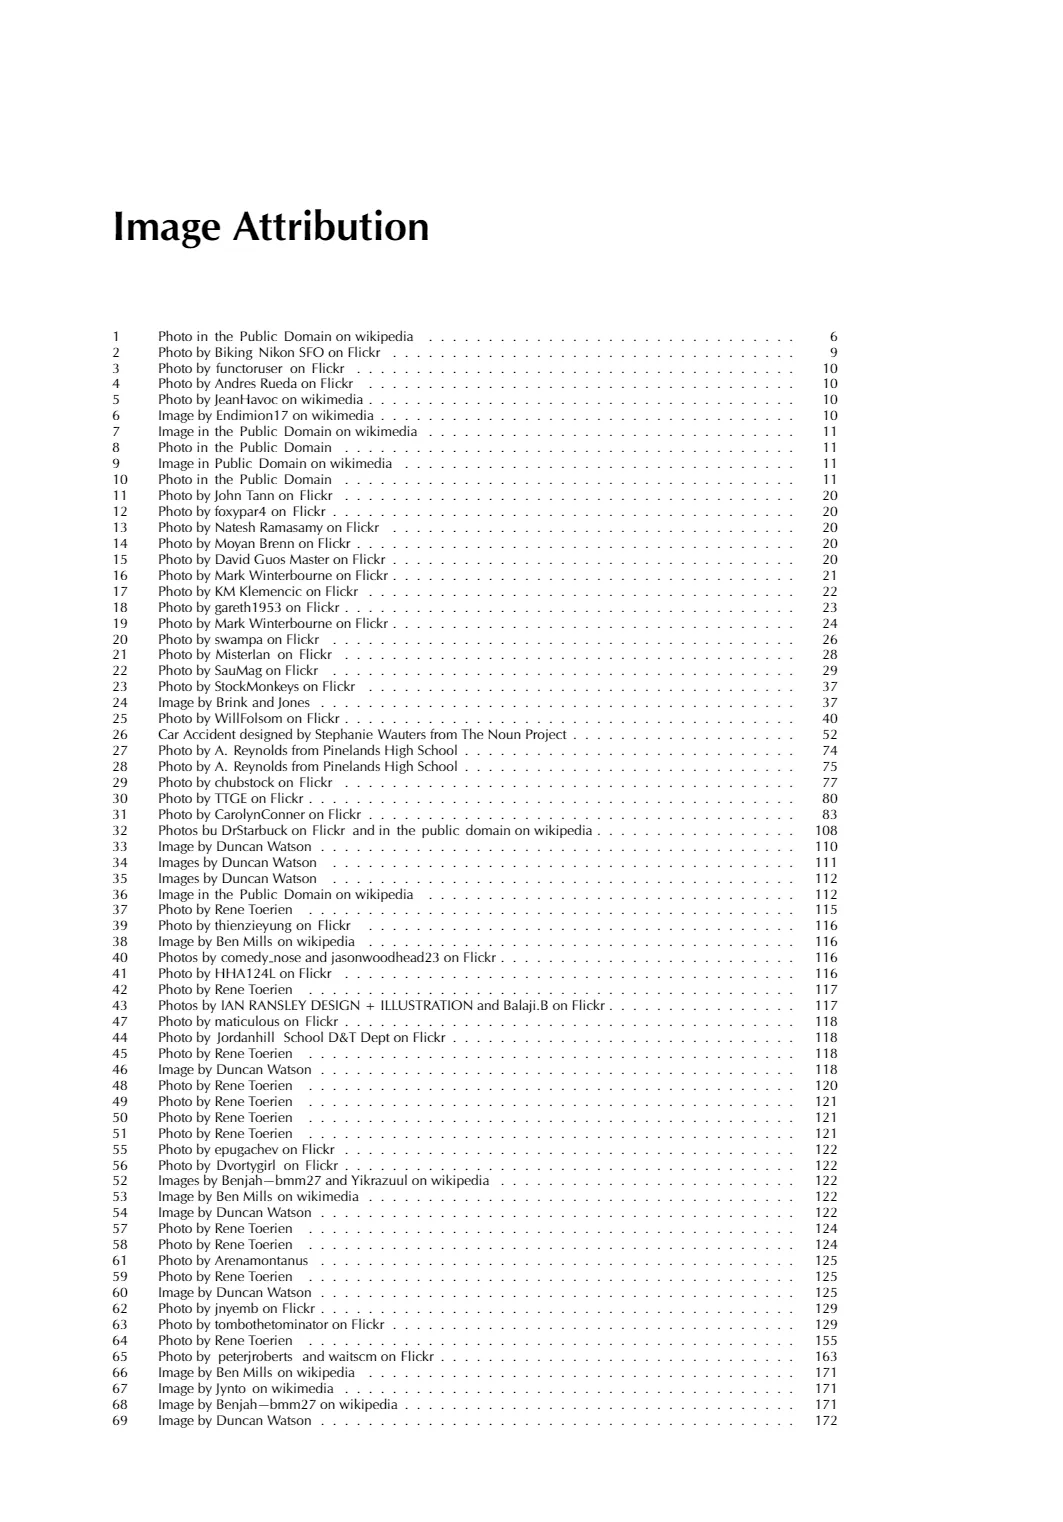 Image Attribution
1 Photo in the Public Domain on wikipedia . . . . . . . . . . . . . . . . . . . . . . . . . . . . . . . 6
2 Photo by Biking Nikon SFO on Flickr . . . . . . . . . . . . . . . . . . . . . . . . . . . . . . . . . . 9
3 Photo by functoruser on Flickr . . . . . . . . . . . . . . . . . . . . . . . . . . . . . . . . . . . . . 10
4 Photo by Andres Rueda on Flickr . . . . . . . . . . . . . . . . . . . . . . . . . . . . . . . . . . . . 10
5 Photo by JeanHavoc on wikimedia . . . . . . . . . . . . . . . . . . . . . . . . . . . . . . . . . . . . 10
6 Image by Endimion17 on wikimedia . . . . . . . . . . . . . . . . . . . . . . . . . . . . . . . . . . . 10
7 Image in the Public Domain on wikimedia . . . . . . . . . . . . . . . . . . . . . . . . . . . . . . . 11
8 Photo in the Public Domain . . . . . . . . . . . . . . . . . . . . . . . . . . . . . . . . . . . . . . 11
9 Image in Public Domain on wikimedia . . . . . . . . . . . . . . . . . . . . . . . . . . . . . . . . . 11
10 Photo in the Public Domain . . . . . . . . . . . . . . . . . . . . . . . . . . . . . . . . . . . . . . 11
11 Photo by John Tann on Flickr . . . . . . . . . . . . . . . . . . . . . . . . . . . . . . . . . . . . . . 20
12 Photo by foxypar4 on Flickr . . . . . . . . . . . . . . . . . . . . . . . . . . . . . . . . . . . . . . . 20
13 Photo by Natesh Ramasamy on Flickr . . . . . . . . . . . . . . . . . . . . . . . . . . . . . . . . . . 20
14 Photo by Moyan Brenn on Flickr . . . . . . . . . . . . . . . . . . . . . . . . . . . . . . . . . . . . . 20
15 Photo by David Guos Master on Flickr . . . . . . . . . . . . . . . . . . . . . . . . . . . . . . . . . . 20
16 Photo by Mark Winterbourne on Flickr . . . . . . . . . . . . . . . . . . . . . . . . . . . . . . . . . . 21
17 Photo by KM Klemencic on Flickr . . . . . . . . . . . . . . . . . . . . . . . . . . . . . . . . . . . . 22
18 Photo by gareth1953 on Flickr . . . . . . . . . . . . . . . . . . . . . . . . . . . . . . . . . . . . . . 23
19 Photo by Mark Winterbourne on Flickr . . . . . . . . . . . . . . . . . . . . . . . . . . . . . . . . . . 24
20 Photo by swampa on Flickr . . . . . . . . . . . . . . . . . . . . . . . . . . . . . . . . . . . . . . . 26
21 Photo by MisterIan on Flickr . . . . . . . . . . . . . . . . . . . . . . . . . . . . . . . . . . . . . . 28
22 Photo by SauMag on Flickr . . . . . . . . . . . . . . . . . . . . . . . . . . . . . . . . . . . . . . . 29
23 Photo by StockMonkeys on Flickr . . . . . . . . . . . . . . . . . . . . . . . . . . . . . . . . . . . . 37
24 Image by Brink and Jones . . . . . . . . . . . . . . . . . . . . . . . . . . . . . . . . . . . . . . . . 37
25 Photo by WillFolsom on Flickr . . . . . . . . . . . . . . . . . . . . . . . . . . . . . . . . . . . . . . 40
26 Car Accident designed by Stephanie Wauters from The Noun Project . . . . . . . . . . . . . . . . . . . 52
27 Photo by A. Reynolds from Pinelands High School . . . . . . . . . . . . . . . . . . . . . . . . . . . . 74
28 Photo by A. Reynolds from Pinelands High School . . . . . . . . . . . . . . . . . . . . . . . . . . . . 75
29 Photo by chubstock on Flickr . . . . . . . . . . . . . . . . . . . . . . . . . . . . . . . . . . . . . . 77
30 Photo by TTGE on Flickr . . . . . . . . . . . . . . . . . . . . . . . . . . . . . . . . . . . . . . . . . 80
31 Photo by CarolynConner on Flickr . . . . . . . . . . . . . . . . . . . . . . . . . . . . . . . . . . . . 83
32 Photos bu DrStarbuck on Flickr and in the public domain on wikipedia . . . . . . . . . . . . . . . . . 108
33 Image by Duncan Watson . . . . . . . . . . . . . . . . . . . . . . . . . . . . . . . . . . . . . . . . 110
34 Images by Duncan Watson . . . . . . . . . . . . . . . . . . . . . . . . . . . . . . . . . . . . . . . 111
35 Images by Duncan Watson . . . . . . . . . . . . . . . . . . . . . . . . . . . . . . . . . . . . . . . 112
36 Image in the Public Domain on wikipedia . . . . . . . . . . . . . . . . . . . . . . . . . . . . . . . 112
37 Photo by Rene Toerien . . . . . . . . . . . . . . . . . . . . . . . . . . . . . . . . . . . . . . . . . 115
39 Photo by thienzieyung on Flickr . . . . . . . . . . . . . . . . . . . . . . . . . . . . . . . . . . . . 116
38 Image by Ben Mills on wikipedia . . . . . . . . . . . . . . . . . . . . . . . . . . . . . . . . . . . . 116
40 Photos by comedy_nose and jasonwoodhead23 on Flickr . . . . . . . . . . . . . . . . . . . . . . . . . 116
41 Photo by HHA124L on Flickr . . . . . . . . . . . . . . . . . . . . . . . . . . . . . . . . . . . . . . 116
42 Photo by Rene Toerien . . . . . . . . . . . . . . . . . . . . . . . . . . . . . . . . . . . . . . . . . 117
43 Photos by IAN RANSLEY DESIGN + ILLUSTRATION and Balaji.B on Flickr . . . . . . . . . . . . . . . . 117
47 Photo by maticulous on Flickr . . . . . . . . . . . . . . . . . . . . . . . . . . . . . . . . . . . . . . 118
44 Photo by Jordanhill School D&T Dept on Flickr . . . . . . . . . . . . . . . . . . . . . . . . . . . . . 118
45 Photo by Rene Toerien . . . . . . . . . . . . . . . . . . . . . . . . . . . . . . . . . . . . . . . . . 118
46 Image by Duncan Watson . . . . . . . . . . . . . . . . . . . . . . . . . . . . . . . . . . . . . . . . 118
48 Photo by Rene Toerien . . . . . . . . . . . . . . . . . . . . . . . . . . . . . . . . . . . . . . . . . 120
49 Photo by Rene Toerien . . . . . . . . . . . . . . . . . . . . . . . . . . . . . . . . . . . . . . . . . 121
50 Photo by Rene Toerien . . . . . . . . . . . . . . . . . . . . . . . . . . . . . . . . . . . . . . . . . 121
51 Photo by Rene Toerien . . . . . . . . . . . . . . . . . . . . . . . . . . . . . . . . . . . . . . . . . 121
55 Photo by epugachev on Flickr . . . . . . . . . . . . . . . . . . . . . . . . . . . . . . . . . . . . . . 122
56 Photo by Dvortygirl on Flickr . . . . . . . . . . . . . . . . . . . . . . . . . . . . . . . . . . . . . . 122
52 Images by Benjah—bmm27 and Yikrazuul on wikipedia . . . . . . . . . . . . . . . . . . . . . . . . . 122
53 Image by Ben Mills on wikimedia . . . . . . . . . . . . . . . . . . . . . . . . . . . . . . . . . . . . 122
54 Image by Duncan Watson . . . . . . . . . . . . . . . . . . . . . . . . . . . . . . . . . . . . . . . . 122
57 Photo by Rene Toerien . . . . . . . . . . . . . . . . . . . . . . . . . . . . . . . . . . . . . . . . . 124
58 Photo by Rene Toerien . . . . . . . . . . . . . . . . . . . . . . . . . . . . . . . . . . . . . . . . . 124
61 Photo by Arenamontanus . . . . . . . . . . . . . . . . . . . . . . . . . . . . . . . . . . . . . . . . 125
59 Photo by Rene Toerien . . . . . . . . . . . . . . . . . . . . . . . . . . . . . . . . . . . . . . . . . 125
60 Image by Duncan Watson . . . . . . . . . . . . . . . . . . . . . . . . . . . . . . . . . . . . . . . . 125
62 Photo by jnyemb on Flickr . . . . . . . . . . . . . . . . . . . . . . . . . . . . . . . . . . . . . . . . 129
63 Photo by tombothetominator on Flickr . . . . . . . . . . . . . . . . . . . . . . . . . . . . . . . . . . 129
64 Photo by Rene Toerien . . . . . . . . . . . . . . . . . . . . . . . . . . . . . . . . . . . . . . . . . 155
65 Photo by peterjroberts and waitscm on Flickr . . . . . . . . . . . . . . . . . . . . . . . . . . . . . . 163
66 Image by Ben Mills on wikipedia . . . . . . . . . . . . . . . . . . . . . . . . . . . . . . . . . . . . 171
67 Image by Jynto on wikimedia . . . . . . . . . . . . . . . . . . . . . . . . . . . . . . . . . . . . . . 171
68 Image by Benjah—bmm27 on wikipedia . . . . . . . . . . . . . . . . . . . . . . . . . . . . . . . . . 171
69 Image by Duncan Watson . . . . . . . . . . . . . . . . . . . . . . . . . . . . . . . . . . . . . . . . 172